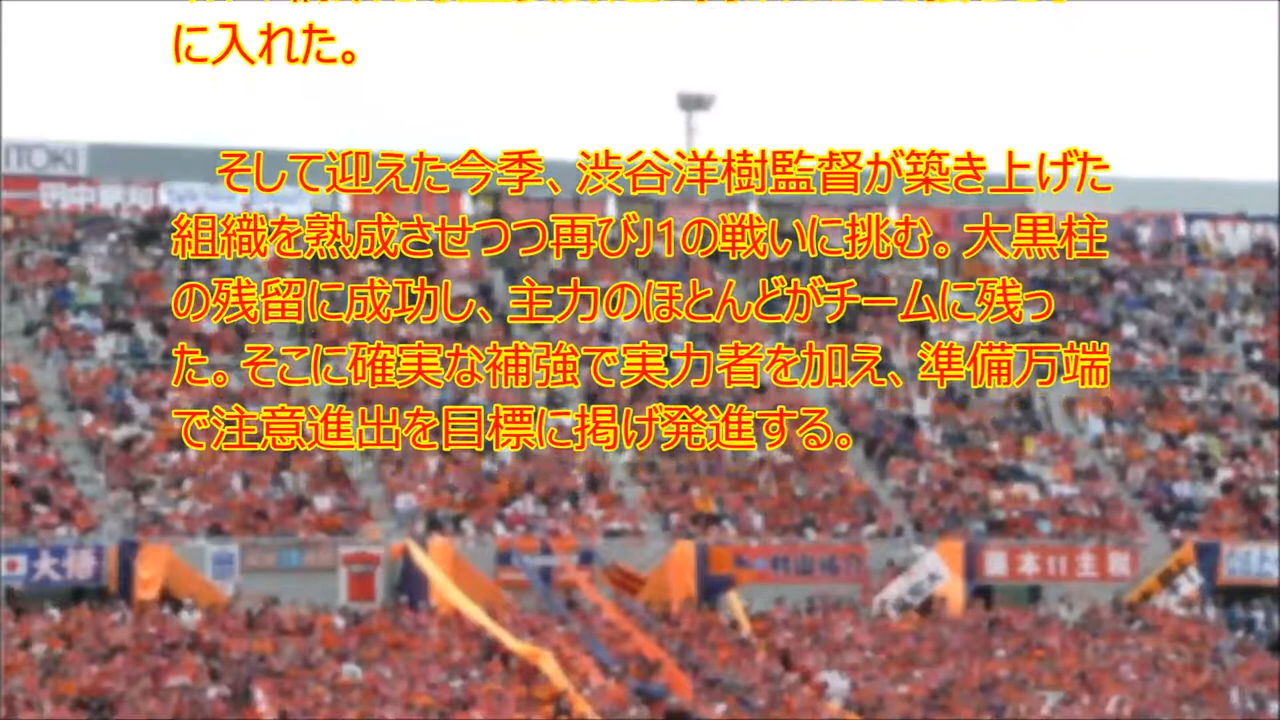 に入れた。
そして迎えた今季、渋谷洋樹監督が築き上げた
組織を熟成させつつ再びJ1の戦いに挑む。大黒柱
の残留に成功し、主力のほとんどがチームに残っ
た。そこに確実な補強で実力者を加え、準備万端
で注意進出を目標に掲げ発進する。
ITOKI